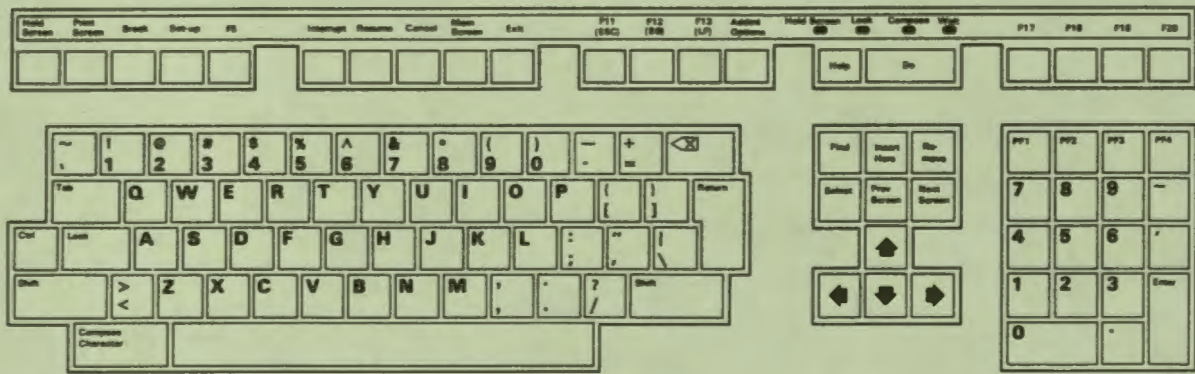 Hold Screen Print Screen Break Set-up F5 Interrupt Resume Cancel Main Screen Exit F11 (ESC) F12 (BS) F13 (LF) Addtnl Options Hold Screen Lock Compose Wait F17 F18 F19 F20
Help Do
~ ! @ # $ % ^ & * ( ) — +
` 1 2 3 4 5 6 7 8 9 0 - =
Tab Q W E R T Y U I O P { [ } ] Return
Ctrl Lock A S D F G H J K L : ; " ' | \
Shift > < Z X C V B N M , , . . ? / Shift
Compose Character
Find Insert Here Re-move
Select Prev Screen Next Screen
PF1 PF2 PF3 PF4
7 8 9 –
4 5 6 ,
1 2 3 Enter
0 .